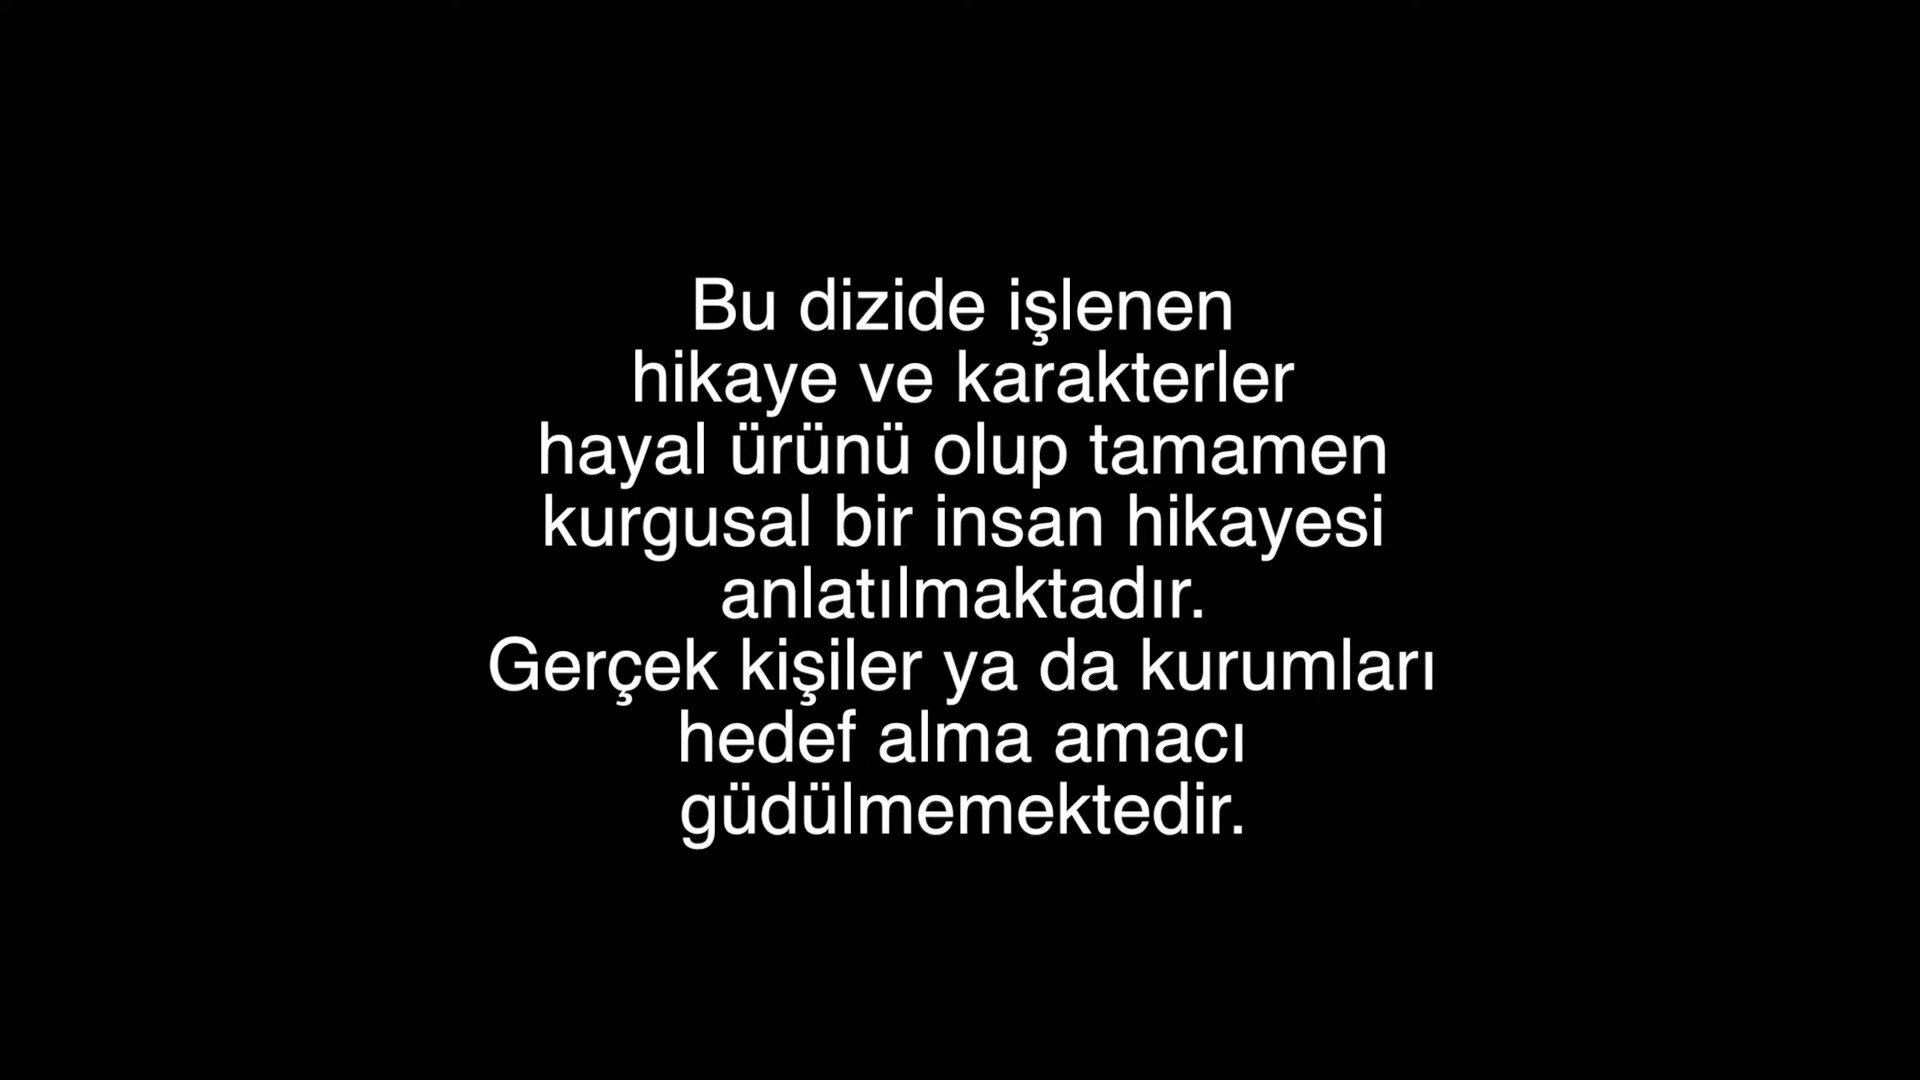 Bu dizide işlenen
hikaye ve karakterler
hayal ürünü olup tamamen
kurgusal bir insan hikayesi
anlatılmaktadır.
Gerçek kişiler ya da kurumları
hedef alma amacı
güdülmemektedir.